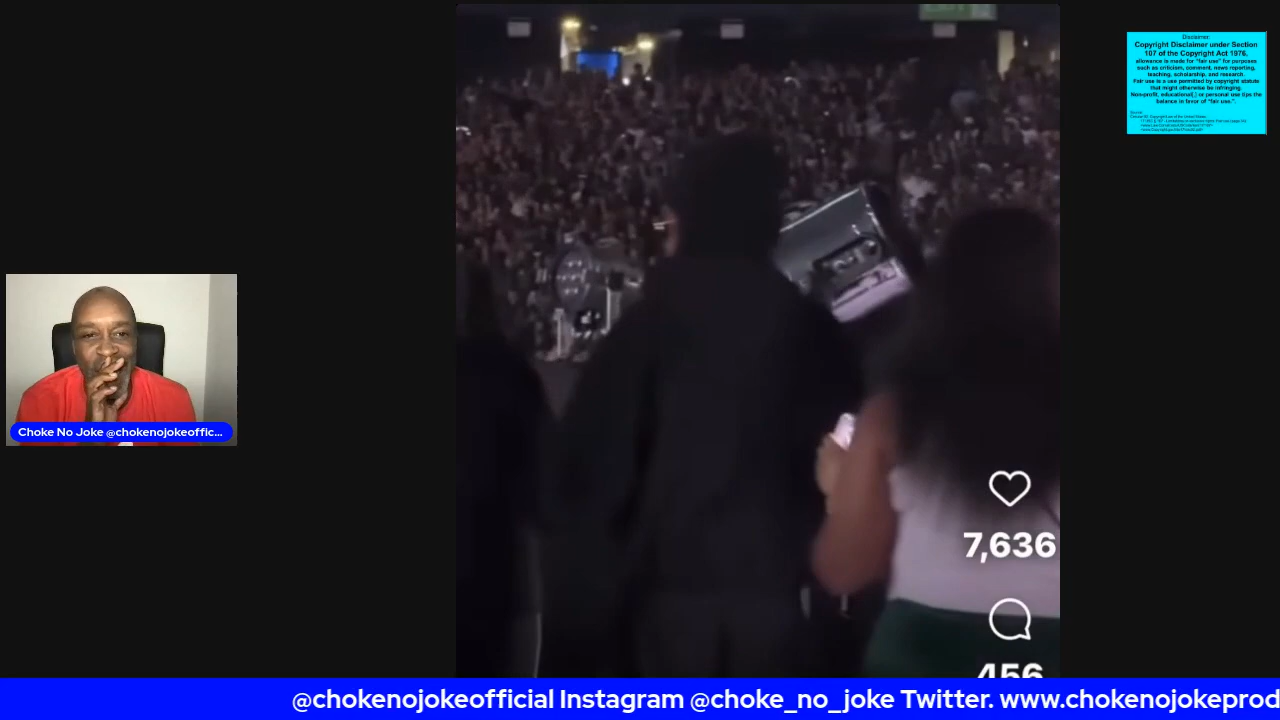 Disclaimer:
Copyright Disclaimer under Section
107 of the Copyright Act 1976,
allowance is made for "fair use" for purposes
such as criticism, comment, news reporting,
teaching, scholarship, and research.
Fair use is a use permitted by copyright statute
that might otherwise be infringing.
Non-profit, educational[,] or personal use tips the
balance in favor of "fair use."
Choke No Joke @chokenojokeoffic...
7,636
456
@chokenojokeofficial Instagram @choke_no_joke Twitter. www.chokenojokeprod